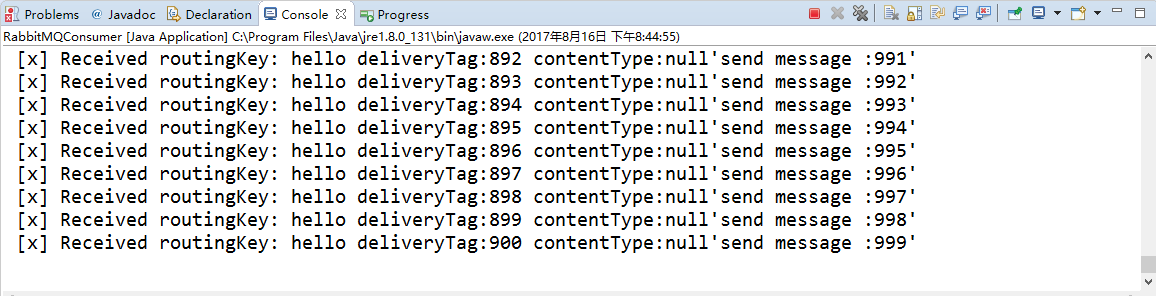 Problems @ Javadoc Declaration Console Progress
RabbitMQConsumer [Java Application] C:\Program Files\Java\jre1.8.0_131\bin\javaw.exe (2017年8月16日 下午8:44:55)
[x] Received routingKey: hello deliveryTag:892 contentType:null'send message :991'
[x] Received routingKey: hello deliveryTag:893 contentType:null'send message :992'
[x] Received routingKey: hello deliveryTag:894 contentType:null'send message :993'
[x] Received routingKey: hello deliveryTag:895 contentType:null'send message :994'
[x] Received routingKey: hello deliveryTag:896 contentType:null'send message :995'
[x] Received routingKey: hello deliveryTag:897 contentType:null'send message :996'
[x] Received routingKey: hello deliveryTag:898 contentType:null'send message :997'
[x] Received routingKey: hello deliveryTag:899 contentType:null'send message :998'
[x] Received routingKey: hello deliveryTag:900 contentType:null'send message :999'